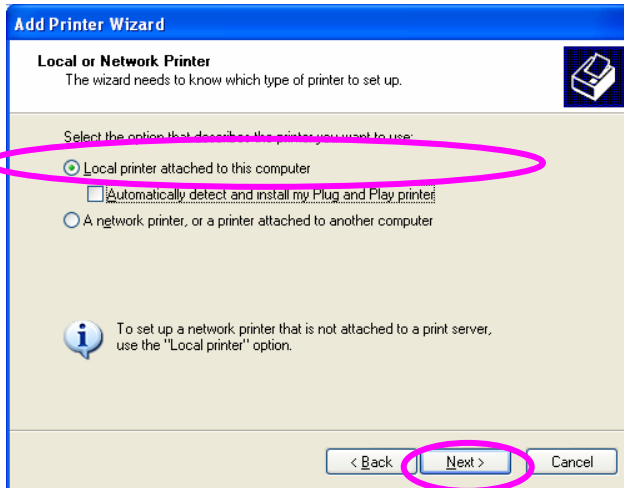 Add Printer Wizard
Local or Network Printer
The wizard needs to know which type of printer to set up.
Select the option that describes the printer you want to use:
Local printer attached to this computer
Automatically detect and install my Plug and Play printer
A network printer, or a printer attached to another computer
To set up a network printer that is not attached to a print server,
use the "Local printer" option.
< Back Next > Cancel